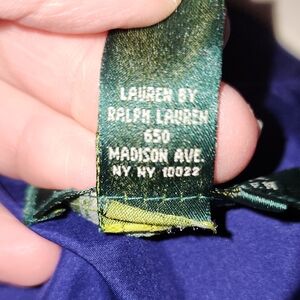 LAUREN BY
RALPH LAUREN
650
MADISON AVE.
NY NY 10022